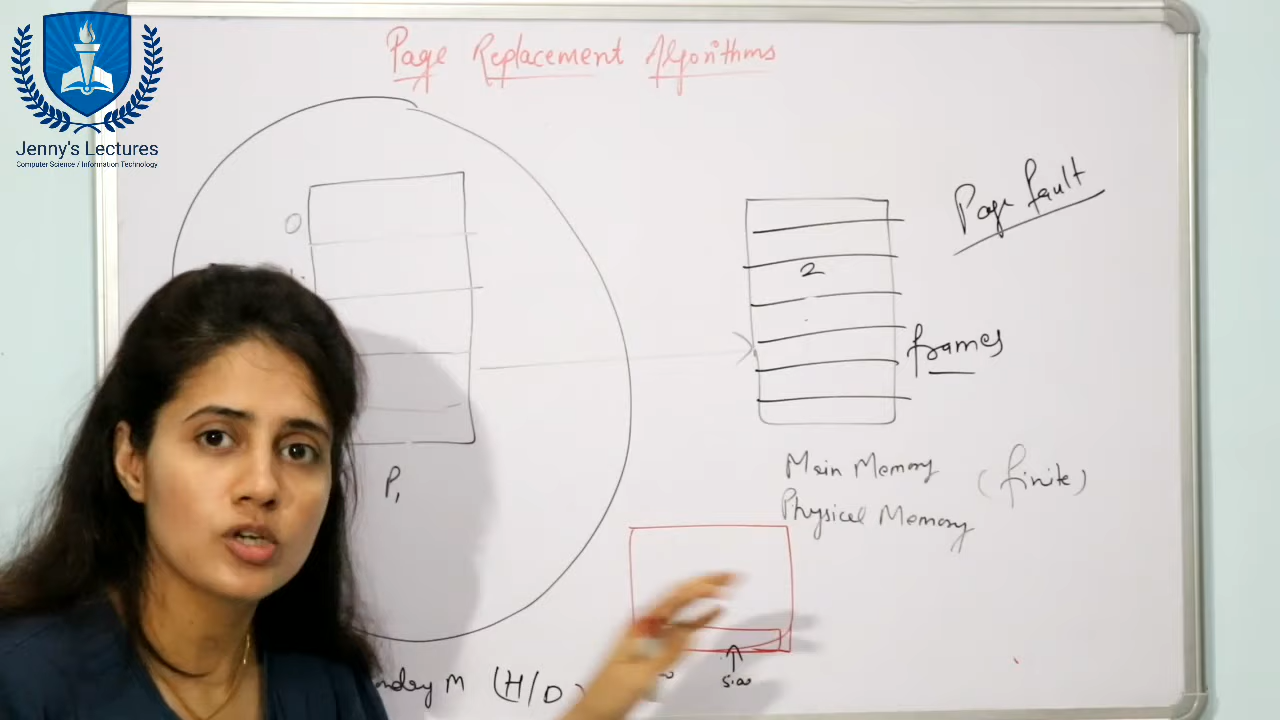 Jenny's Lectures
Computer Science / Information Technology
Page Replacement Algorithms
Page fault
0
2
frames
P1
Main Memory
Physical Memory
(finite)
M (H/D)